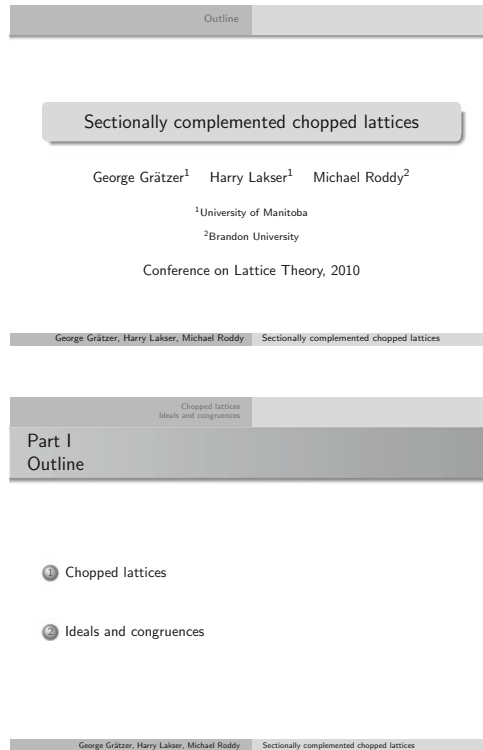 Outline
Sectionally complemented chopped lattices
George Grätzer¹ Harry Lakser¹ Michael Roddy²
¹University of Manitoba
²Brandon University
Conference on Lattice Theory, 2010
George Grätzer, Harry Lakser, Michael Roddy Sectionally complemented chopped lattices
Chopped lattices
Ideals and congruences
Part I
Outline
1 Chopped lattices
2 Ideals and congruences
George Grätzer, Harry Lakser, Michael Roddy Sectionally complemented chopped lattices